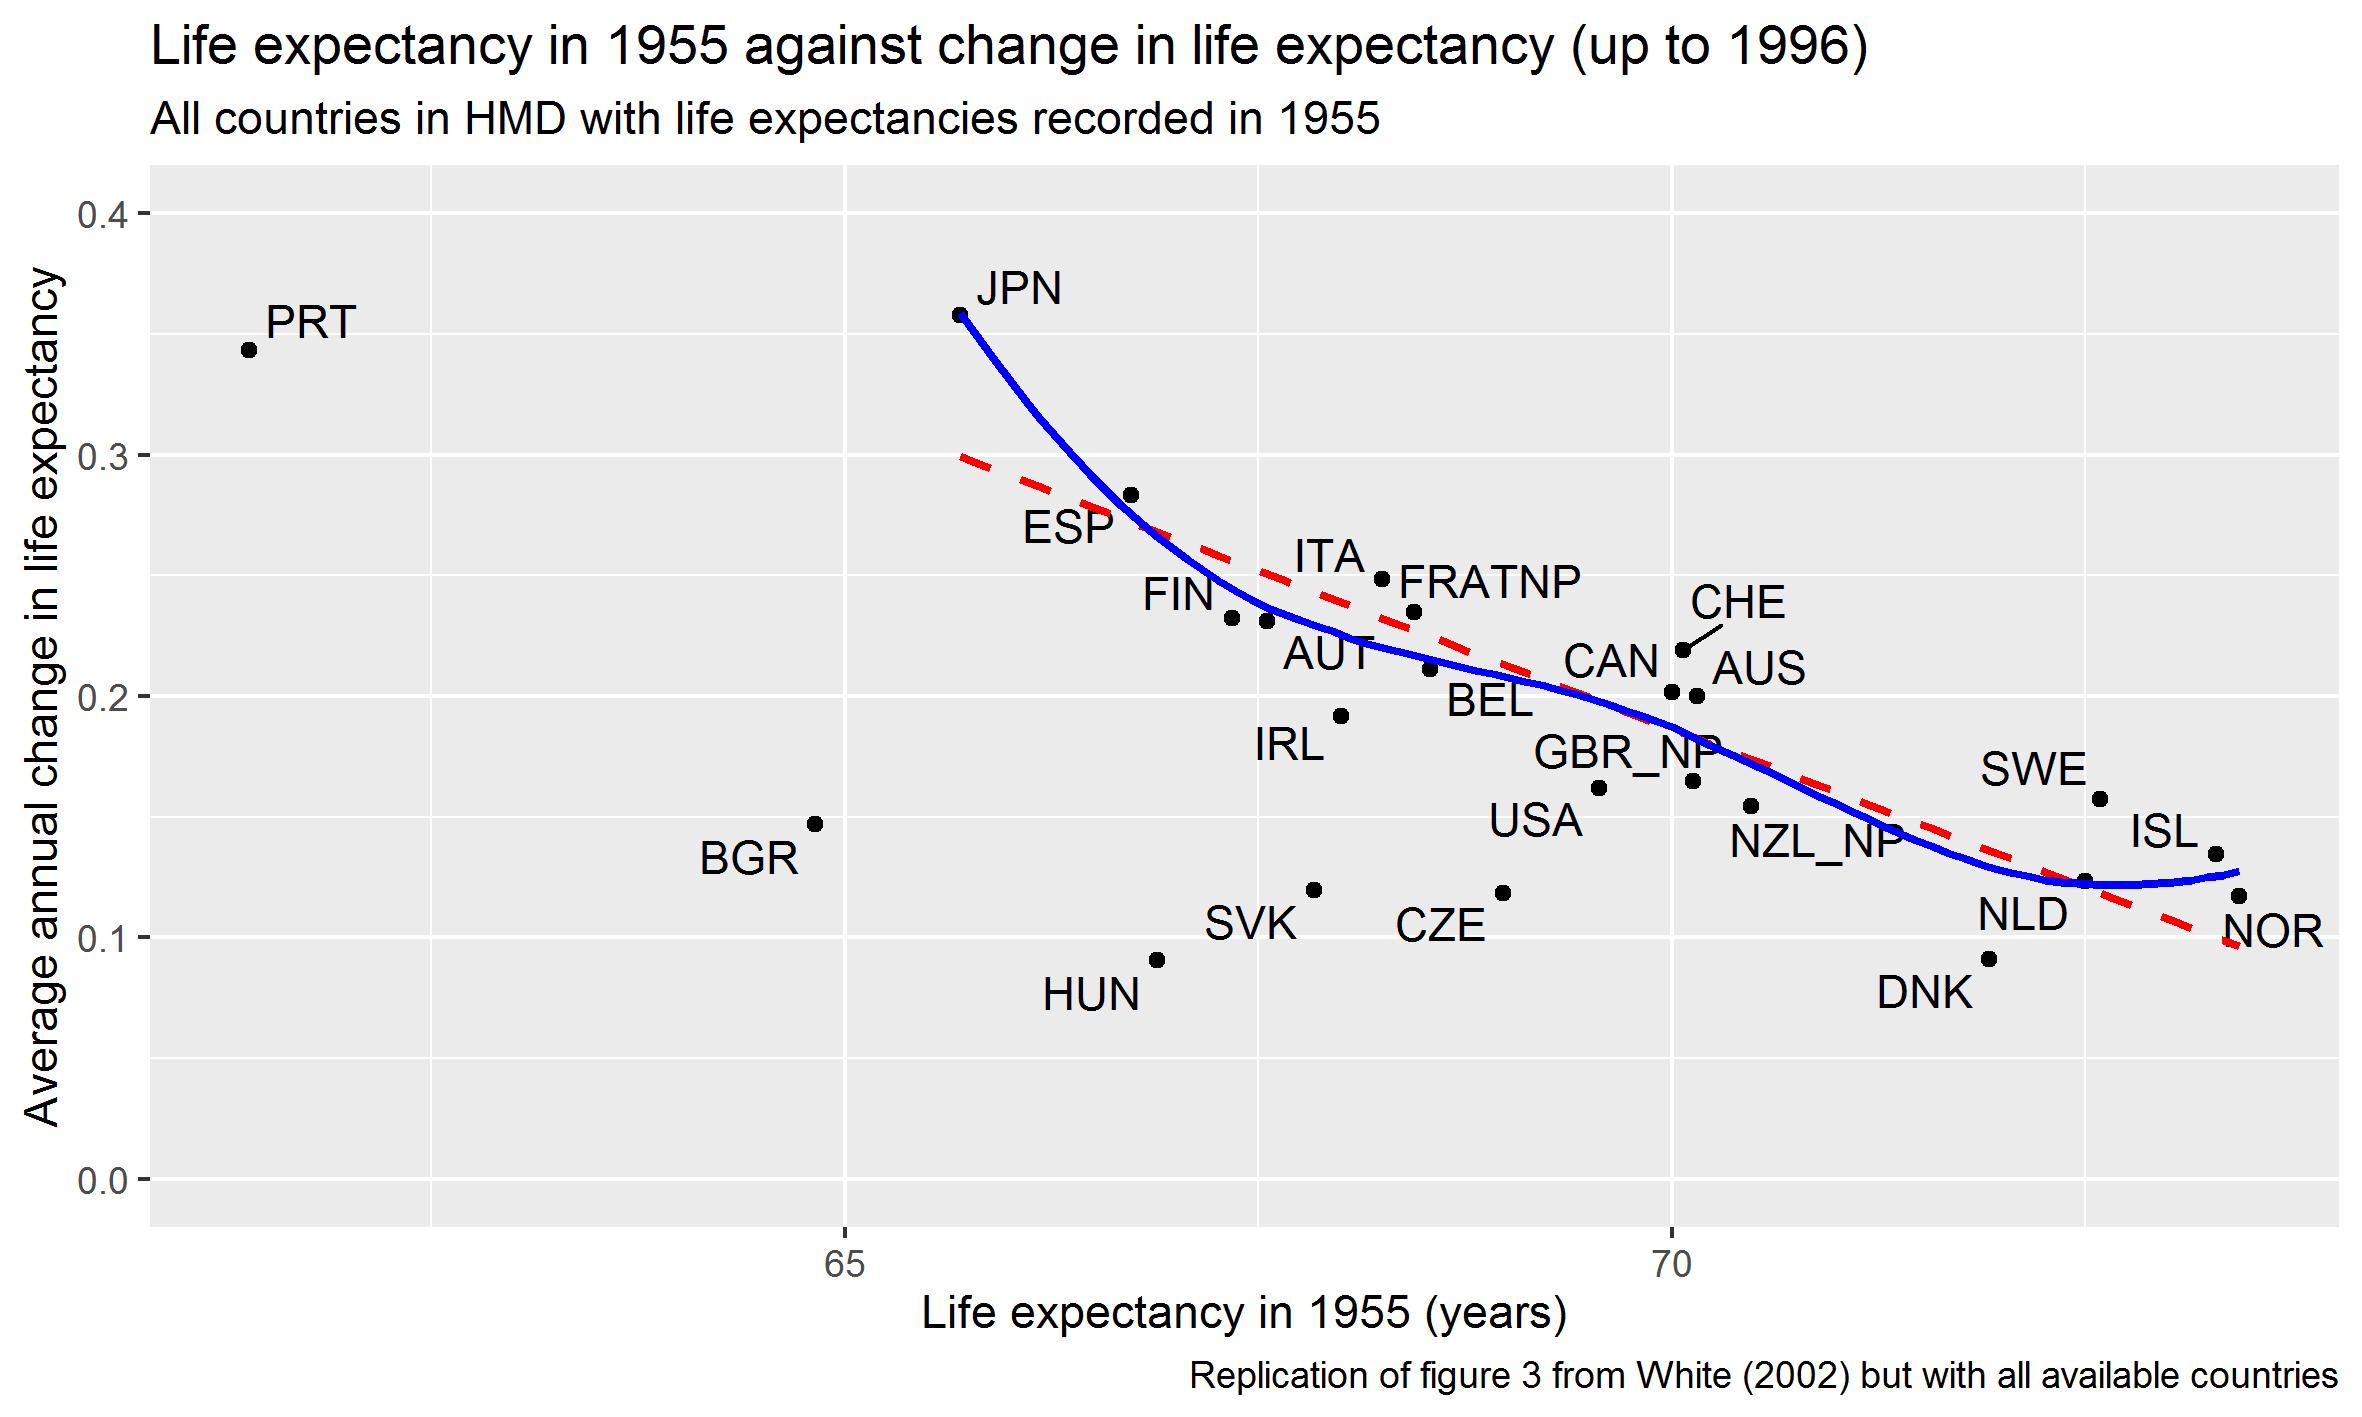 Life expectancy in 1955 against change in life expectancy (up to 1996)
All countries in HMD with life expectancies recorded in 1955
Average annual change in life expectancy
0.4
0.3
0.2
0.1
0.0
PRT
JPN
ESP
ITA
FRATNP
FIN
CHE
AUT
CAN
AUS
BEL
IRL
GBR_NP
SWE
USA
NZL_NP
ISL
BGR
SVK
CZE
NLD
NOR
HUN
DNK
65
70
Life expectancy in 1955 (years)
Replication of figure 3 from White (2002) but with all available countries